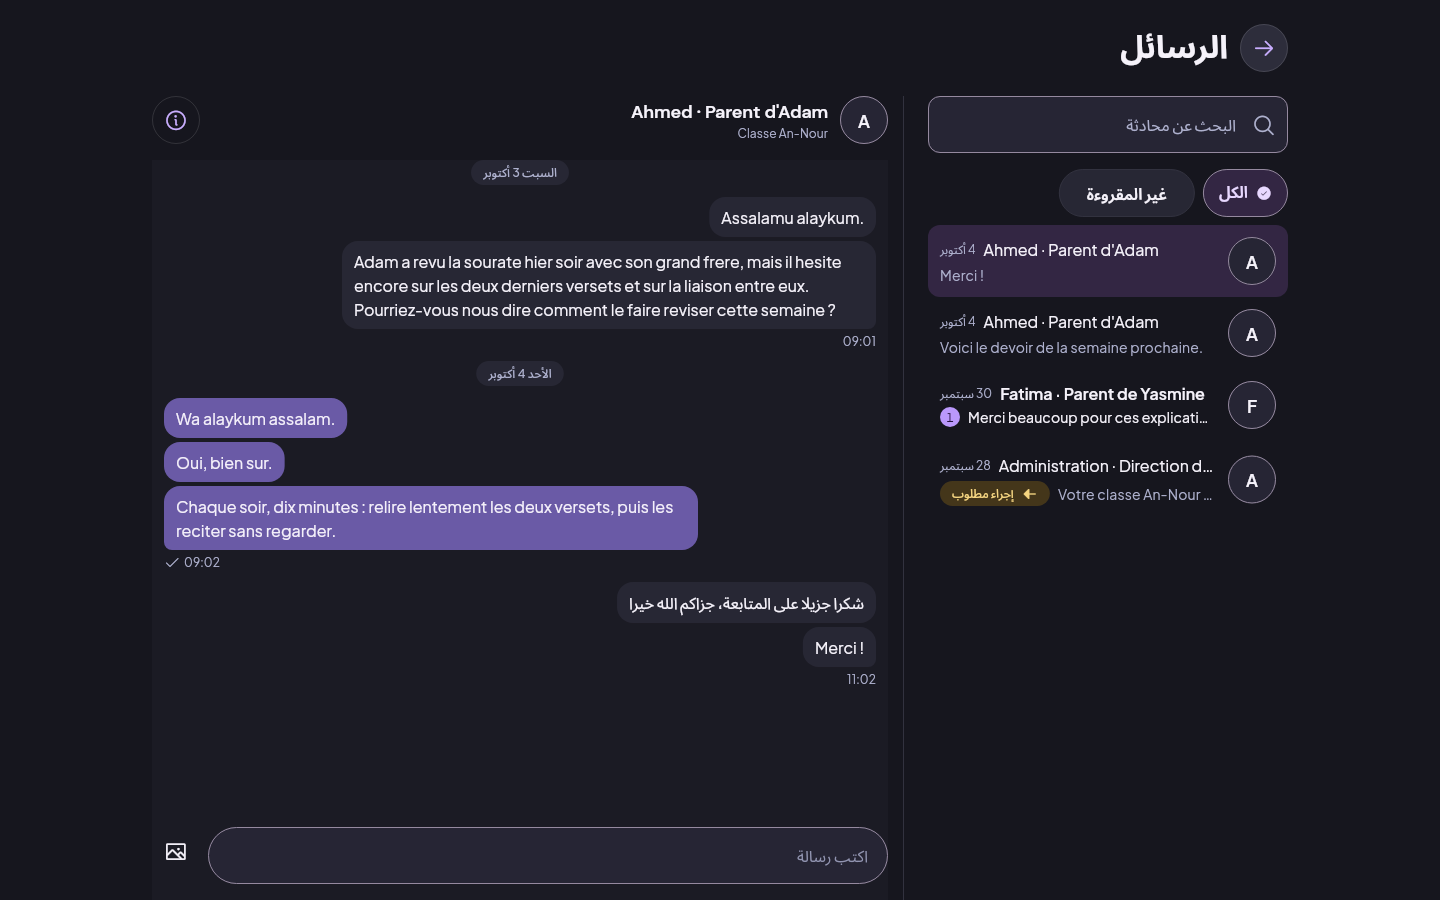 الرسائل
البحث عن محادثة
الكل
غير المقروءة
A
Ahmed · Parent d'Adam
4 أكتوبر
Merci !
A
Ahmed · Parent d'Adam
4 أكتوبر
Voici le devoir de la semaine prochaine.
F
Fatima · Parent de Yasmine
30 سبتمبر
Merci beaucoup pour ces explicati...
1
A
Administration · Direction d...
28 سبتمبر
Votre classe An-Nour ...
إجراء مطلوب
A
Ahmed · Parent d'Adam
Classe An-Nour
السبت 3 أكتوبر
Assalamu alaykum.
Adam a revu la sourate hier soir avec son grand frere, mais il hesite
encore sur les deux derniers versets et sur la liaison entre eux.
Pourriez-vous nous dire comment le faire reviser cette semaine ?
09:01
الأحد 4 أكتوبر
Wa alaykum assalam.
Oui, bien sur.
Chaque soir, dix minutes : relire lentement les deux versets, puis les
reciter sans regarder.
09:02
شكرا جزيلا على المتابعة، جزاكم الله خيرا
Merci !
11:02
اكتب رسالة